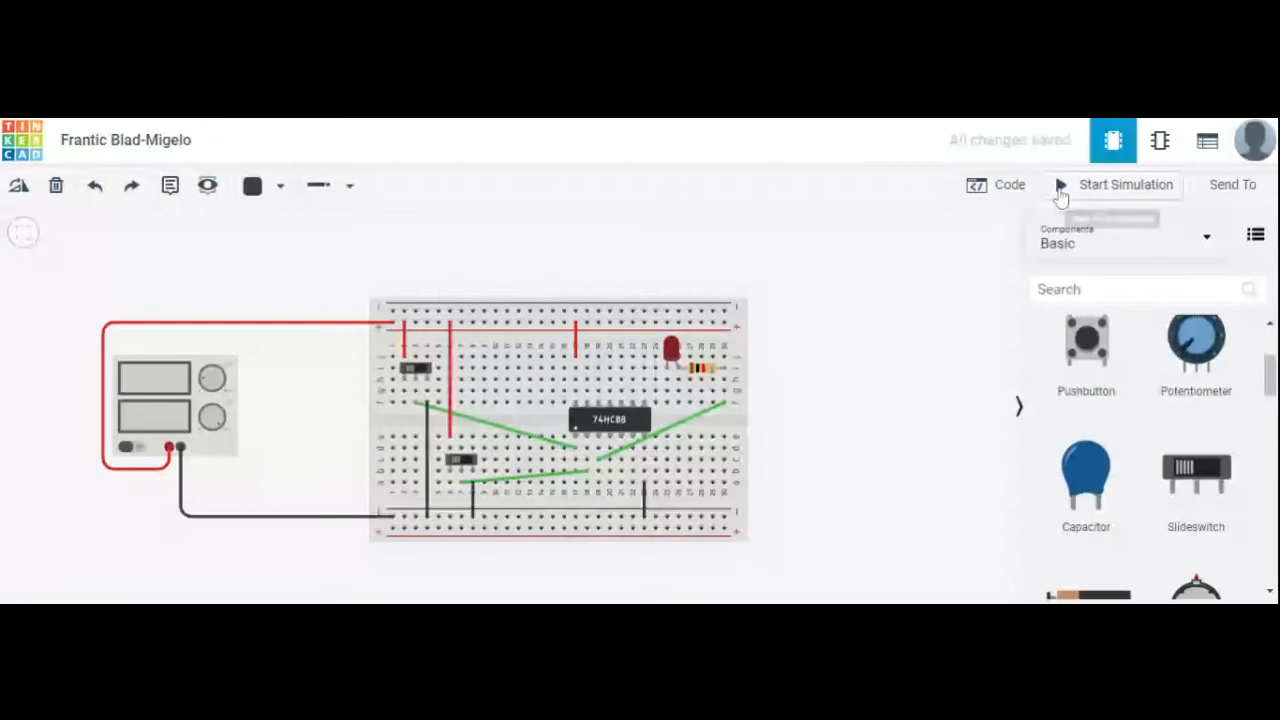 TIN
KER
CAD
Frantic Blad-Migelo
All changes saved
Code
Start Simulation
Send To
Components
Basic
Search
Pushbutton
Potentiometer
Capacitor
Slideswitch